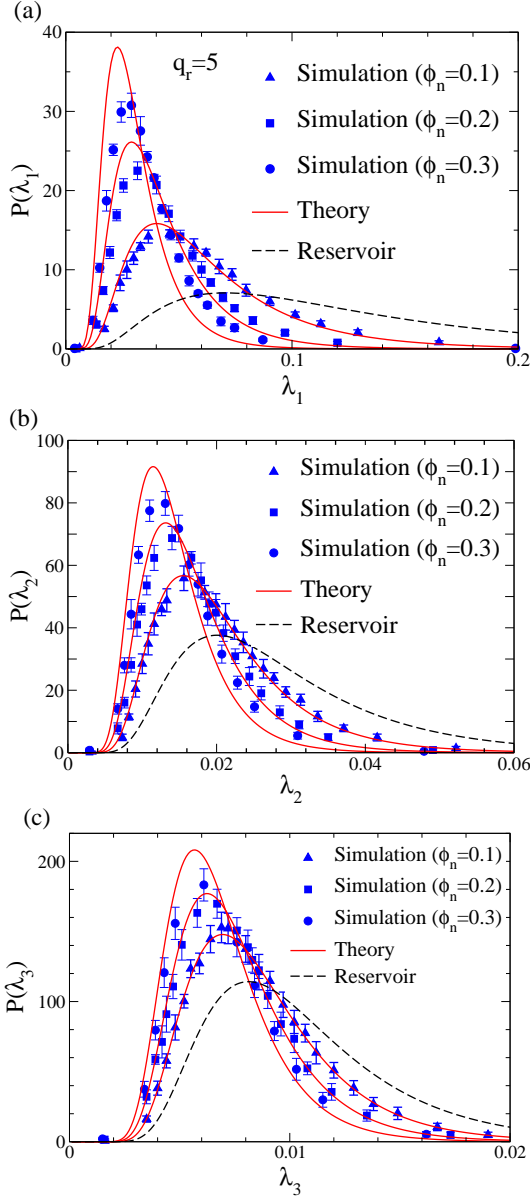 (a)
40
30
20
10
0
P(λ₁)
qᵣ=5
Simulation (ϕₙ=0.1)
Simulation (ϕₙ=0.2)
Simulation (ϕₙ=0.3)
Theory
Reservoir
0 0.1 0.2
λ₁
(b)
100
80
60
40
20
0
P(λ₂)
Simulation (ϕₙ=0.1)
Simulation (ϕₙ=0.2)
Simulation (ϕₙ=0.3)
Theory
Reservoir
0 0.02 0.04 0.06
λ₂
(c)
200
100
0
P(λ₃)
Simulation (ϕₙ=0.1)
Simulation (ϕₙ=0.2)
Simulation (ϕₙ=0.3)
Theory
Reservoir
0 0.01 0.02
λ₃